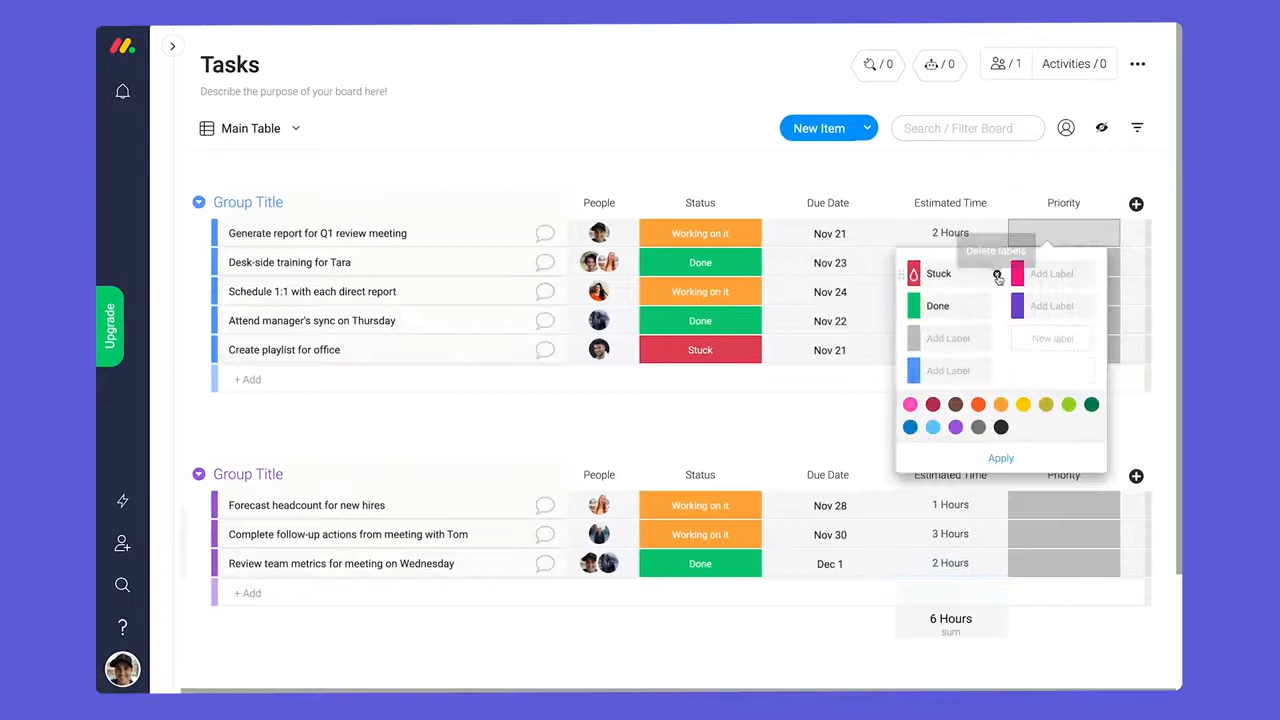 Tasks
/ 0
/ 0
/ 1
Activities / 0
Describe the purpose of your board here!
Main Table
New Item
Search / Filter Board
Upgrade
Group Title
People
Status
Due Date
Estimated Time
Priority
Generate report for Q1 review meeting
Working on it
Nov 21
2 Hours
Desk-side training for Tara
Done
Nov 23
Schedule 1:1 with each direct report
Working on it
Nov 24
Attend manager's sync on Thursday
Done
Nov 22
Create playlist for office
Stuck
Nov 21
+ Add
Delete labels
Stuck
Add Label
Done
Add Label
Add Label
New label
Add Label
Apply
Group Title
People
Status
Due Date
Estimated Time
Priority
Forecast headcount for new hires
Working on it
Nov 28
1 Hours
Complete follow-up actions from meeting with Tom
Working on it
Nov 30
3 Hours
Review team metrics for meeting on Wednesday
Done
Dec 1
2 Hours
+ Add
6 Hours
sum